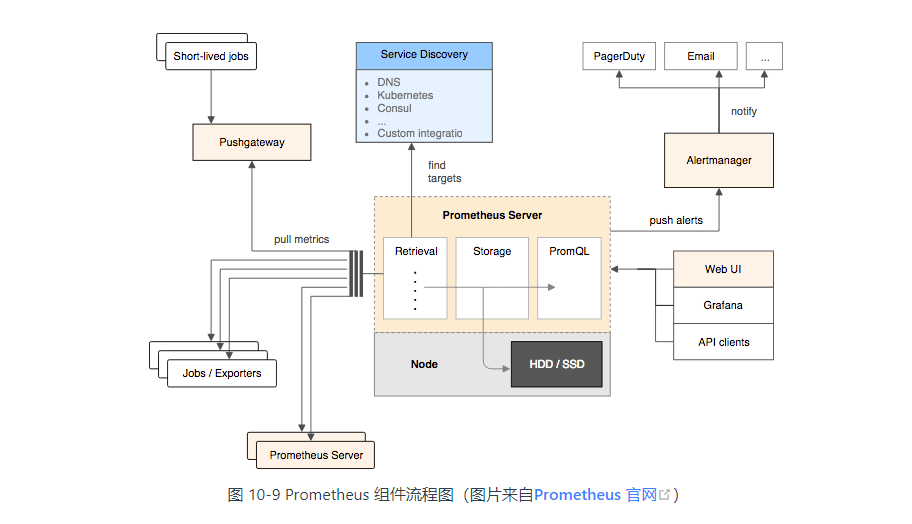 Short-lived jobs
Pushgateway
Service Discovery
DNS
Kubernetes
Consul
...
Custom integratio
find
targets
PagerDuty
Email
...
notify
Alertmanager
push alerts
pull metrics
Prometheus Server
Retrieval
Storage
PromQL
Node
HDD / SSD
Web UI
Grafana
API clients
Jobs / Exporters
Prometheus Server
图 10-9 Prometheus 组件流程图（图片来自Prometheus 官网）